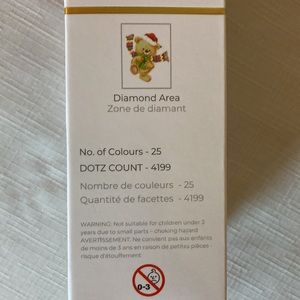 Diamond Area
Zone de diamant
No. of Colours - 25
DOTZ COUNT - 4199
Nombre de couleurs - 25
Quantité de facettes - 4199
WARNING: Not suitable for children under 3
years due to small parts - choking hazard
AVERTISSEMENT: Ne convient pas aux enfants
de moins de 3 ans en raison de petites pièces -
risque d'étouffement
0-3